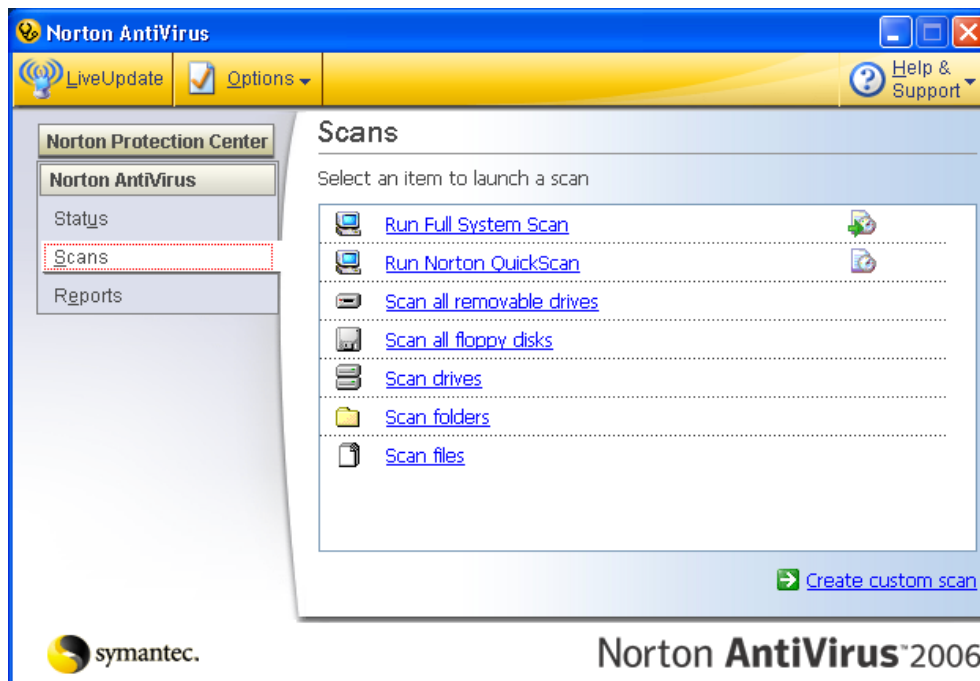 Norton AntiVirus
LiveUpdate
Options
Help &
Support
Norton Protection Center
Norton AntiVirus
Status
Scans
Reports
Scans
Select an item to launch a scan
Run Full System Scan
Run Norton QuickScan
Scan all removable drives
Scan all floppy disks
Scan drives
Scan folders
Scan files
Create custom scan
symantec.
Norton AntiVirus™2006